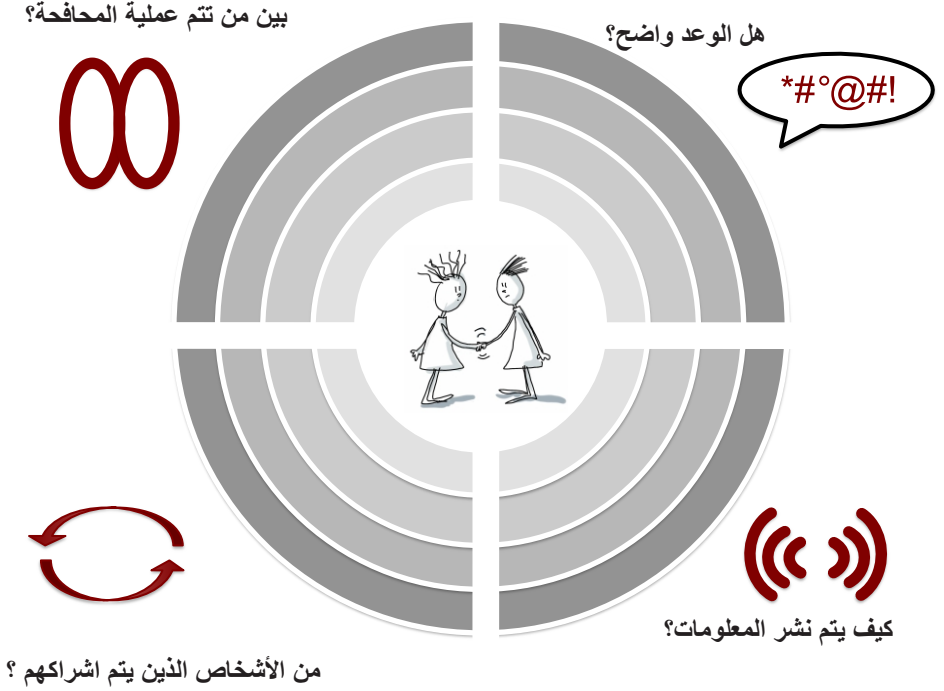 هل الوعد واضح؟
بين من تتم عملية المحافحة؟
*#°@#!
كيف يتم نشر المعلومات؟
من الأشخاص الذين يتم اشراكهم ؟